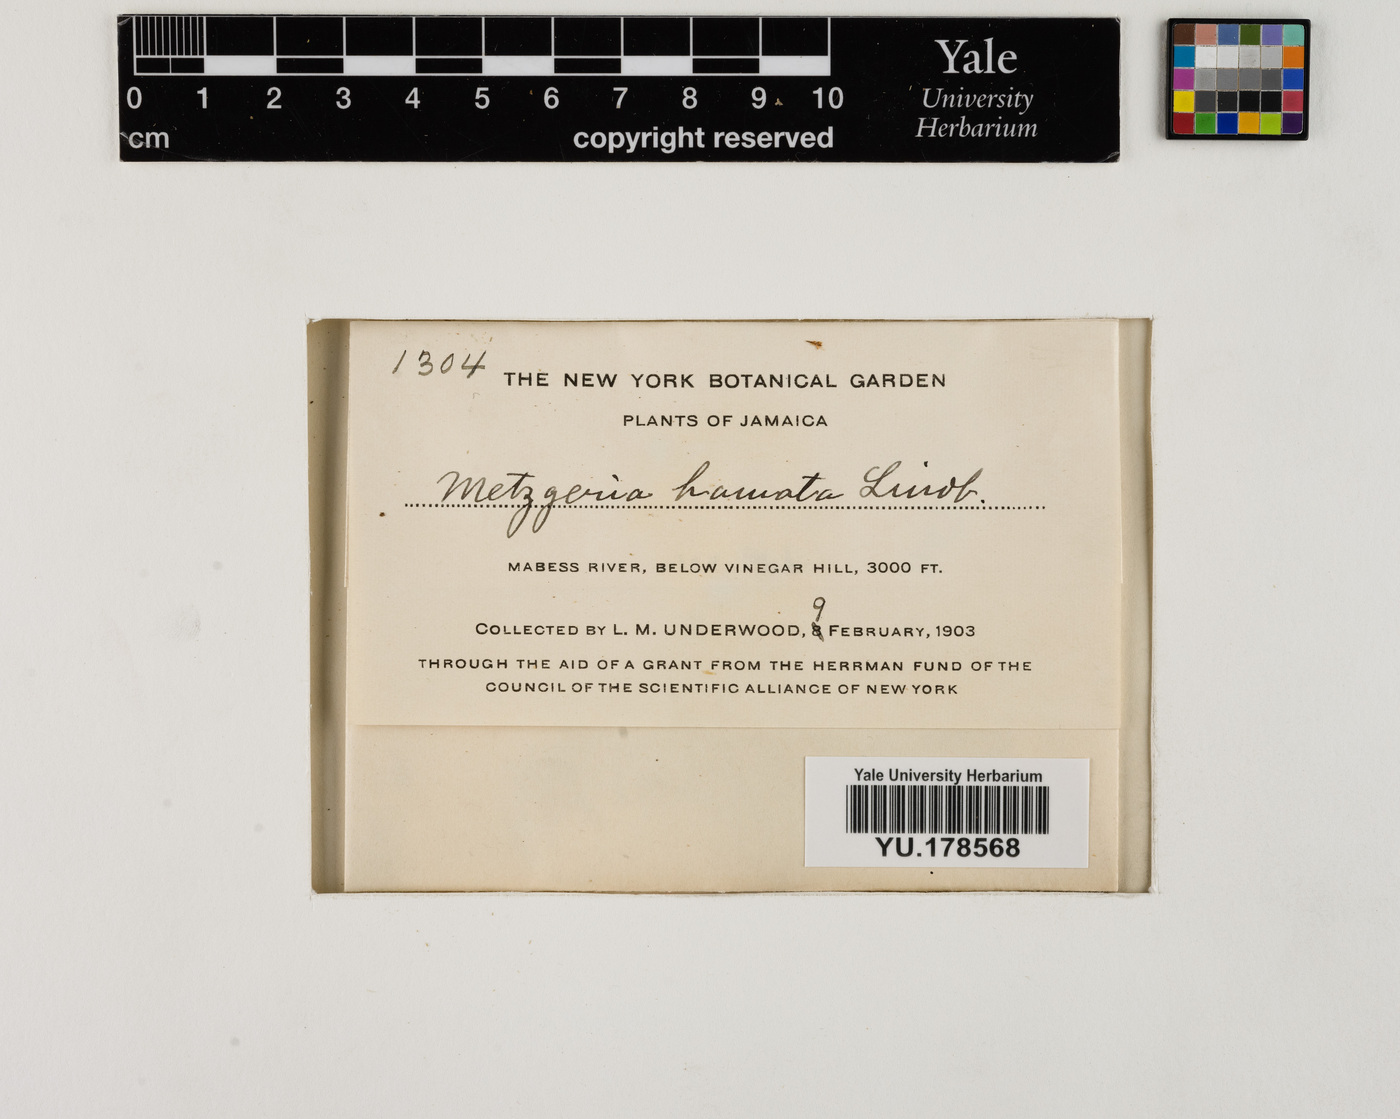 0 1 2 3 4 5 6 7 8 9 10
cm
copyright reserved
Yale
University
Herbarium
1304
THE NEW YORK BOTANICAL GARDEN
PLANTS OF JAMAICA
Metzgeria hamata Lindb.
MABESS RIVER, BELOW VINEGAR HILL, 3000 FT.
9
COLLECTED BY L. M. UNDERWOOD, 8 FEBRUARY, 1903
THROUGH THE AID OF A GRANT FROM THE HERRMAN FUND OF THE
COUNCIL OF THE SCIENTIFIC ALLIANCE OF NEW YORK
Yale University Herbarium
YU.178568